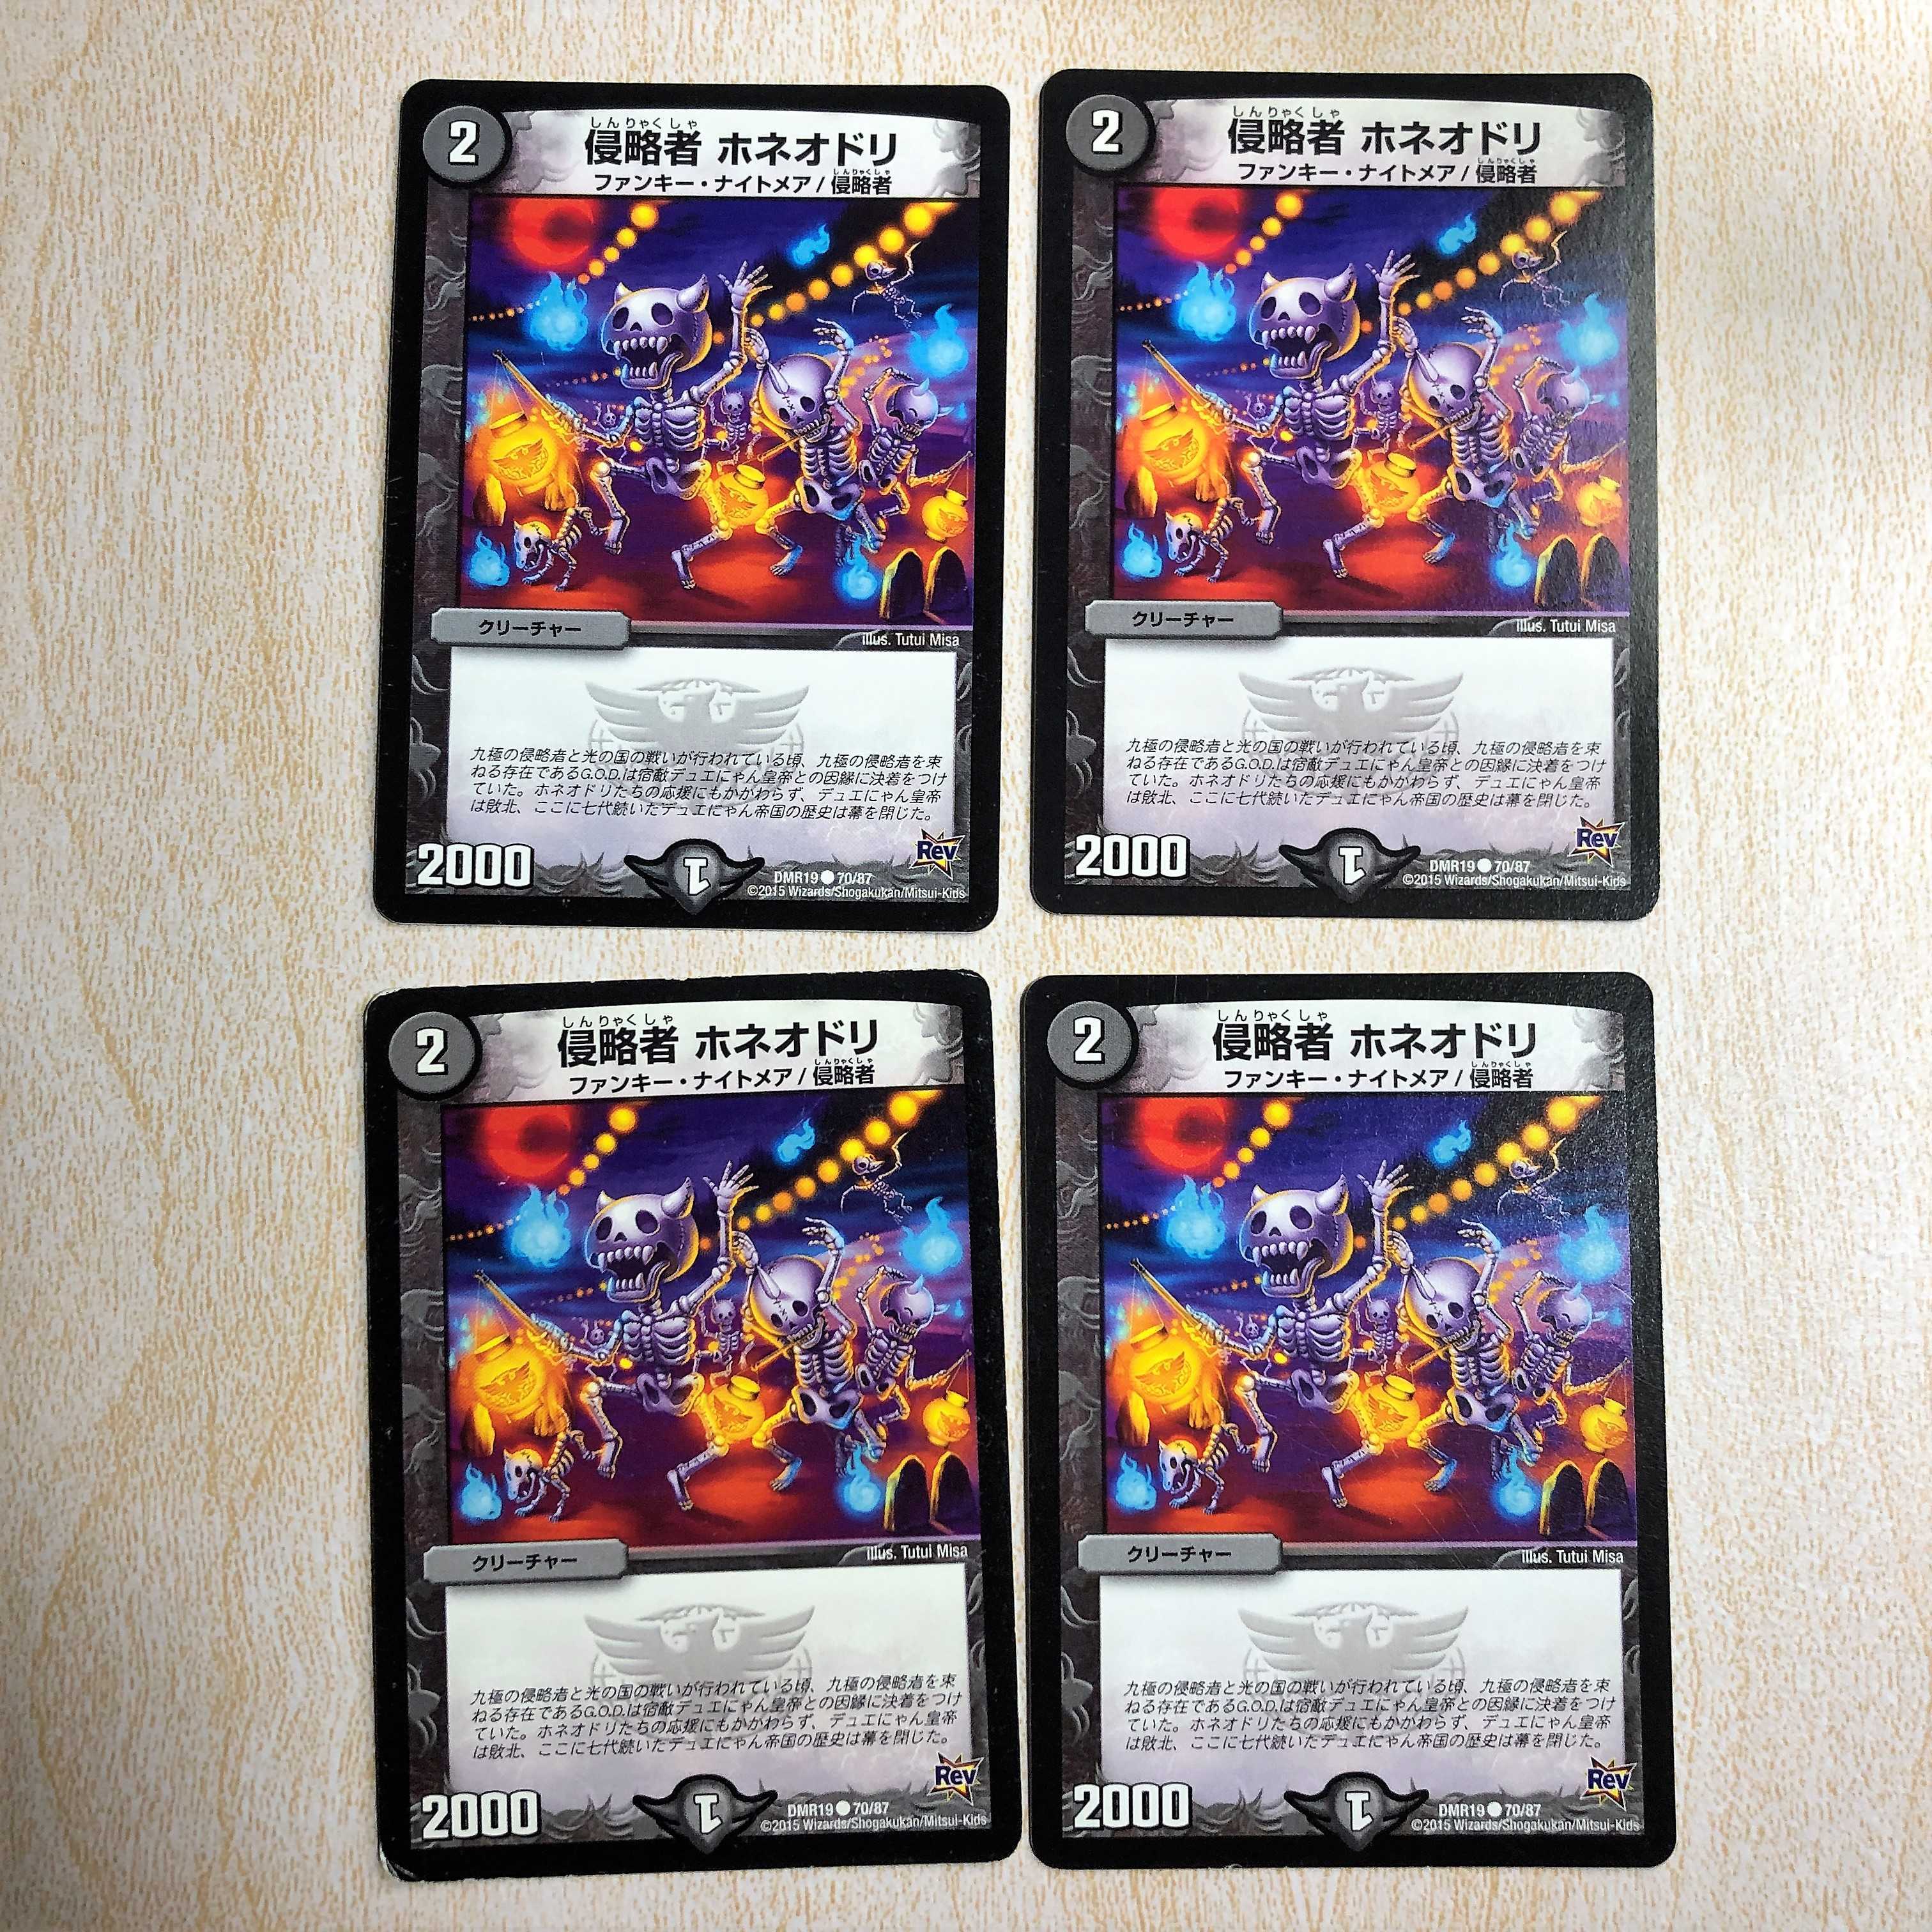 2
しんりゃくしゃ
侵略者 ホネオドリ
しんりゃくしゃ
ファンキー・ナイトメア / 侵略者
クリーチャー
illus. Tutui Misa
九極の侵略者と光の国の戦いが行われている頃、九極の侵略者を束
ねる存在であるG.O.D.は宿敵デュエにゃん皇帝との因縁に決着をつけ
ていた。ホネオドリたちの応援にもかかわらず、デュエにゃん皇帝
は敗北、ここに七代続いたデュエにゃん帝国の歴史は幕を閉じた。
Rev
2000
1
DMR19 ● 70/87
©2015 Wizards/Shogakukan/Mitsui-Kids
2
しんりゃくしゃ
侵略者 ホネオドリ
しんりゃくしゃ
ファンキー・ナイトメア / 侵略者
クリーチャー
illus. Tutui Misa
九極の侵略者と光の国の戦いが行われている頃、九極の侵略者を束
ねる存在であるG.O.D.は宿敵デュエにゃん皇帝との因縁に決着をつけ
ていた。ホネオドリたちの応援にもかかわらず、デュエにゃん皇帝
は敗北、ここに七代続いたデュエにゃん帝国の歴史は幕を閉じた。
Rev
2000
1
DMR19 ● 70/87
©2015 Wizards/Shogakukan/Mitsui-Kids
2
しんりゃくしゃ
侵略者 ホネオドリ
しんりゃくしゃ
ファンキー・ナイトメア / 侵略者
クリーチャー
illus. Tutui Misa
九極の侵略者と光の国の戦いが行われている頃、九極の侵略者を束
ねる存在であるG.O.D.は宿敵デュエにゃん皇帝との因縁に決着をつけ
ていた。ホネオドリたちの応援にもかかわらず、デュエにゃん皇帝
は敗北、ここに七代続いたデュエにゃん帝国の歴史は幕を閉じた。
Rev
2000
1
DMR19 ● 70/87
©2015 Wizards/Shogakukan/Mitsui-Kids
2
しんりゃくしゃ
侵略者 ホネオドリ
しんりゃくしゃ
ファンキー・ナイトメア / 侵略者
クリーチャー
illus. Tutui Misa
九極の侵略者と光の国の戦いが行われている頃、九極の侵略者を束
ねる存在であるG.O.D.は宿敵デュエにゃん皇帝との因縁に決着をつけ
ていた。ホネオドリたちの応援にもかかわらず、デュエにゃん皇帝
は敗北、ここに七代続いたデュエにゃん帝国の歴史は幕を閉じた。
Rev
2000
1
DMR19 ● 70/87
©2015 Wizards/Shogakukan/Mitsui-Kids